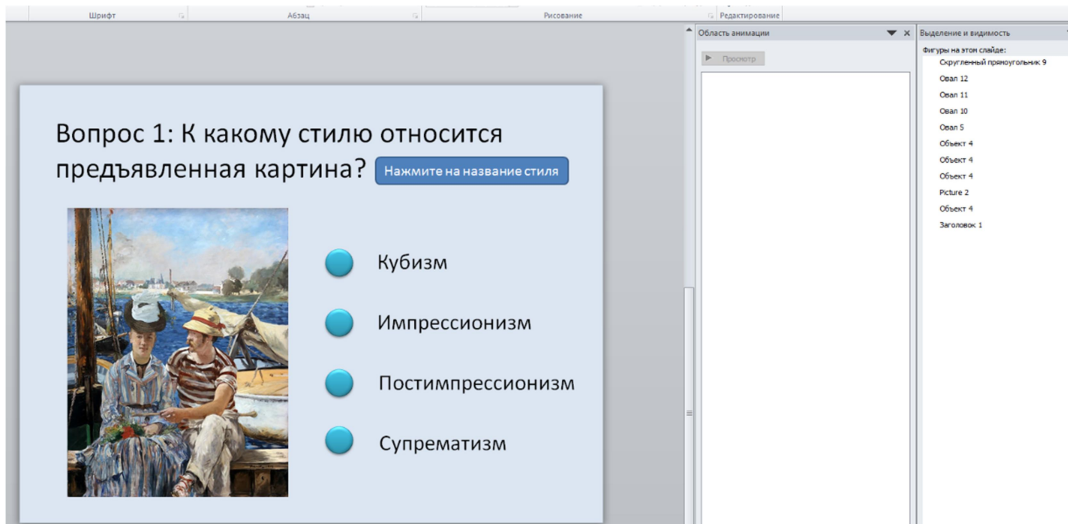 Шрифт
Абзац
Рисование
Редактирование
Область анимации
Выделение и видимость
Просмотр
Фигуры на этом слайде:
Скругленный прямоугольник 9
Овал 12
Овал 11
Овал 10
Овал 5
Объект 4
Объект 4
Объект 4
Picture 2
Объект 4
Заголовок 1
Вопрос 1: К какому стилю относится
предъявленная картина?
Нажмите на название стиля
Кубизм
Импрессионизм
Постимпрессионизм
Супрематизм